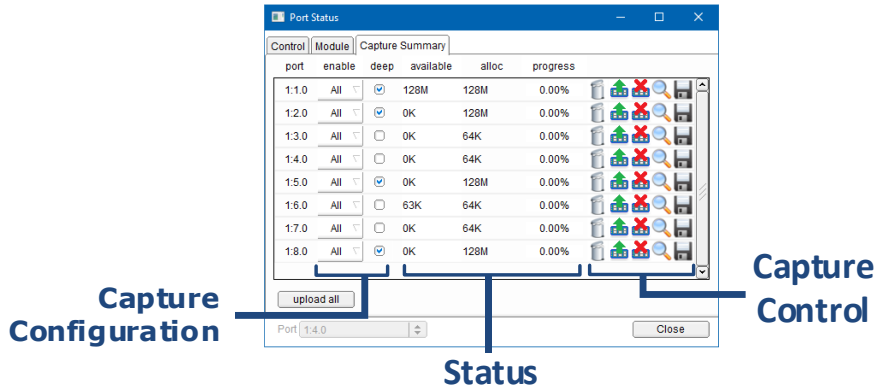 Port Status
Control Module Capture Summary
port enable deep available alloc progress
1:1.0 All 128M 128M 0.00%
1:2.0 All 0K 128M 0.00%
1:3.0 All 0K 64K 0.00%
1:4.0 All 0K 64K 0.00%
1:5.0 All 0K 128M 0.00%
1:6.0 All 63K 64K 0.00%
1:7.0 All 0K 64K 0.00%
1:8.0 All 0K 128M 0.00%
upload all
Port 1:4.0 Close
Capture
Configuration
Status
Capture
Control